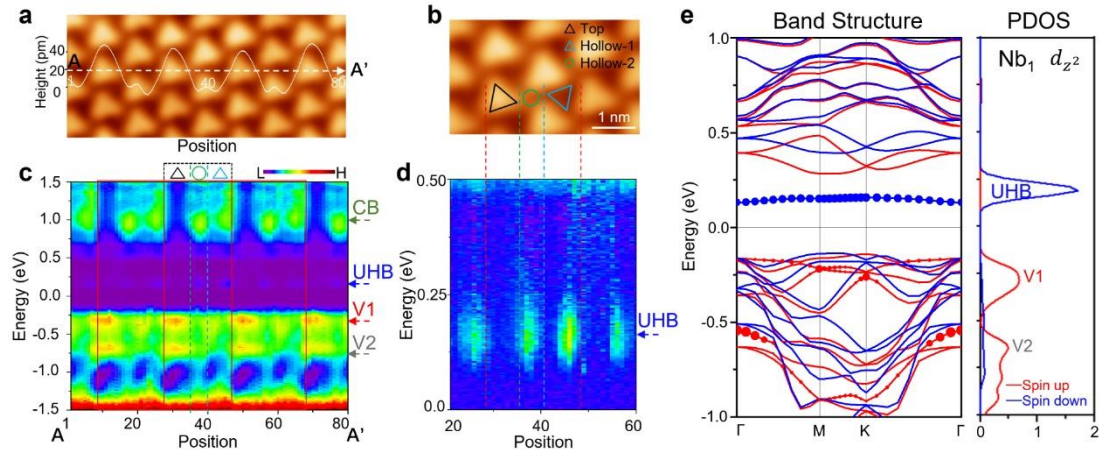 a
Height (pm)
40
20
0
A
A'
40
80
Position
b
Top
Hollow-1
Hollow-2
1 nm
c
L H
Energy (eV)
1.5
1.0
0.5
0.0
-0.5
-1.0
-1.5
CB
UHB
V1
V2
1 20 40 60 80
A Position A'
d
Energy (eV)
0.50
0.25
0.0
UHB
20 40 60
Position
e Band Structure PDOS
Energy (eV)
1.0
0.5
0.0
-0.5
-1.0
Γ M K Γ
Nb1 dz2
UHB
V1
V2
Spin up
Spin down
0 1 2